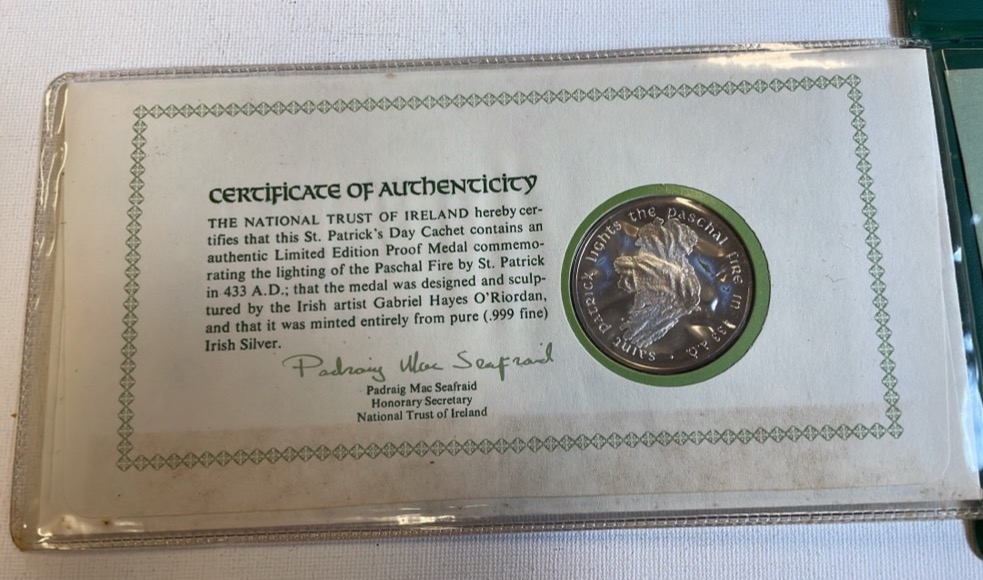 CERTIFICATE OF AUTHENTICITY
THE NATIONAL TRUST OF IRELAND hereby cer-
tifies that this St. Patrick's Day Cachet contains an
authentic Limited Edition Proof Medal commemo-
rating the lighting of the Paschal Fire by St. Patrick
in 433 A.D.; that the medal was designed and sculp-
tured by the Irish artist Gabriel Hayes O'Riordan,
and that it was minted entirely from pure (.999 fine)
Irish Silver.
Padraig Mac Seafraid
Padraig Mac Seafraid
Honorary Secretary
National Trust of Ireland
saint patrick lights the paschal fire in 433 a.d.